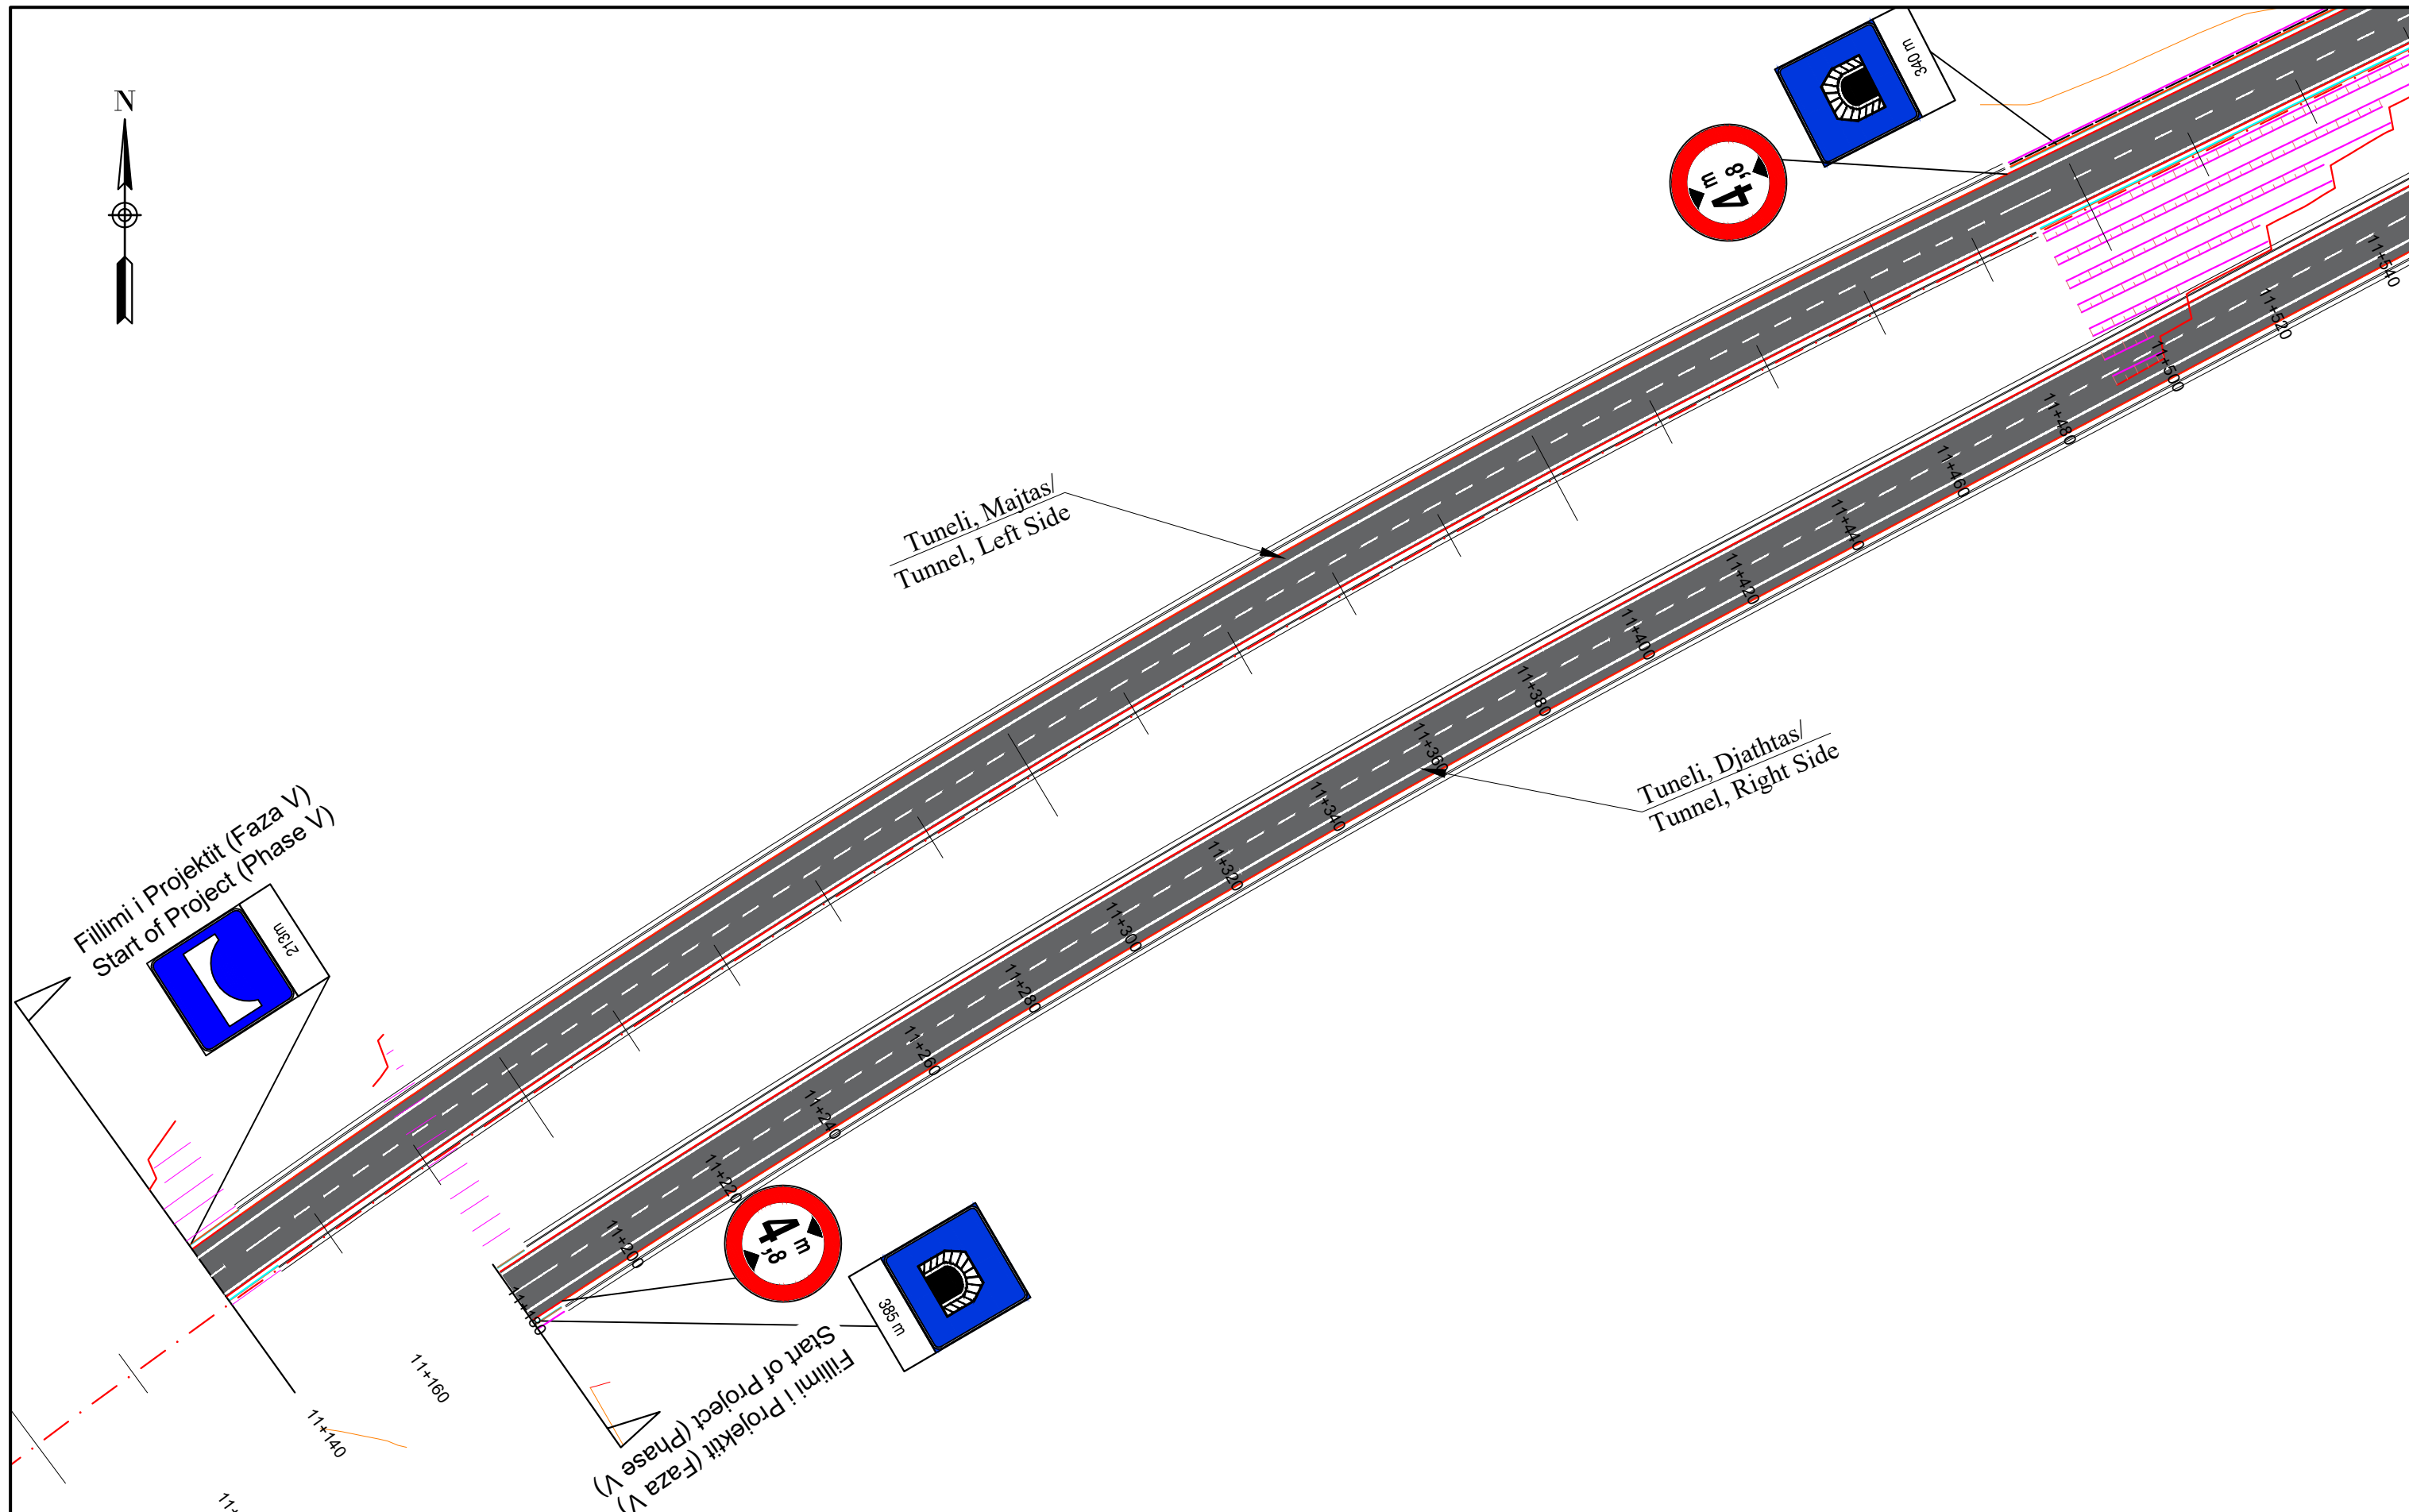 N
340 m
4,8
m
Tuneli, Majtas/
Tunnel, Left Side
11+540
11+520
11+500
11+480
11+460
11+440
11+420
11+400
11+380
11+360
11+340
11+320
11+300
11+280
11+260
11+240
11+220
11+200
11+180
11+160
11+140
Tuneli, Djathtas/
Tunnel, Right Side
Fillimi i Projektit (Faza V)
Start of Project (Phase V)
213m
4,8
m
385 m
Fillimi i Projektit (Faza
V)
Start of Project (Phase V)